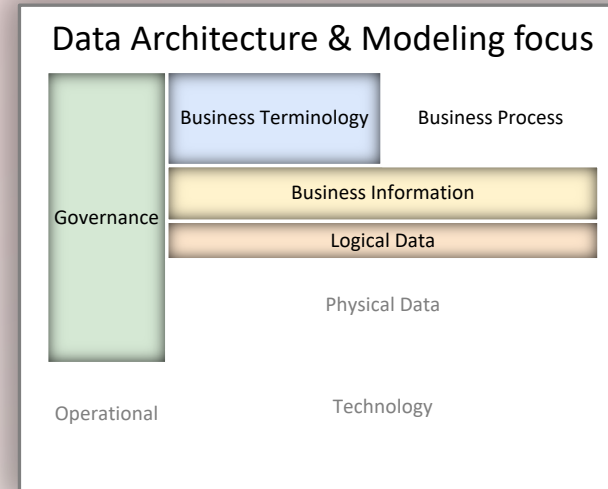 Data Architecture & Modeling focus
Business Terminology
Business Process
Business Information
Governance
Logical Data
Physical Data
Operational
Technology